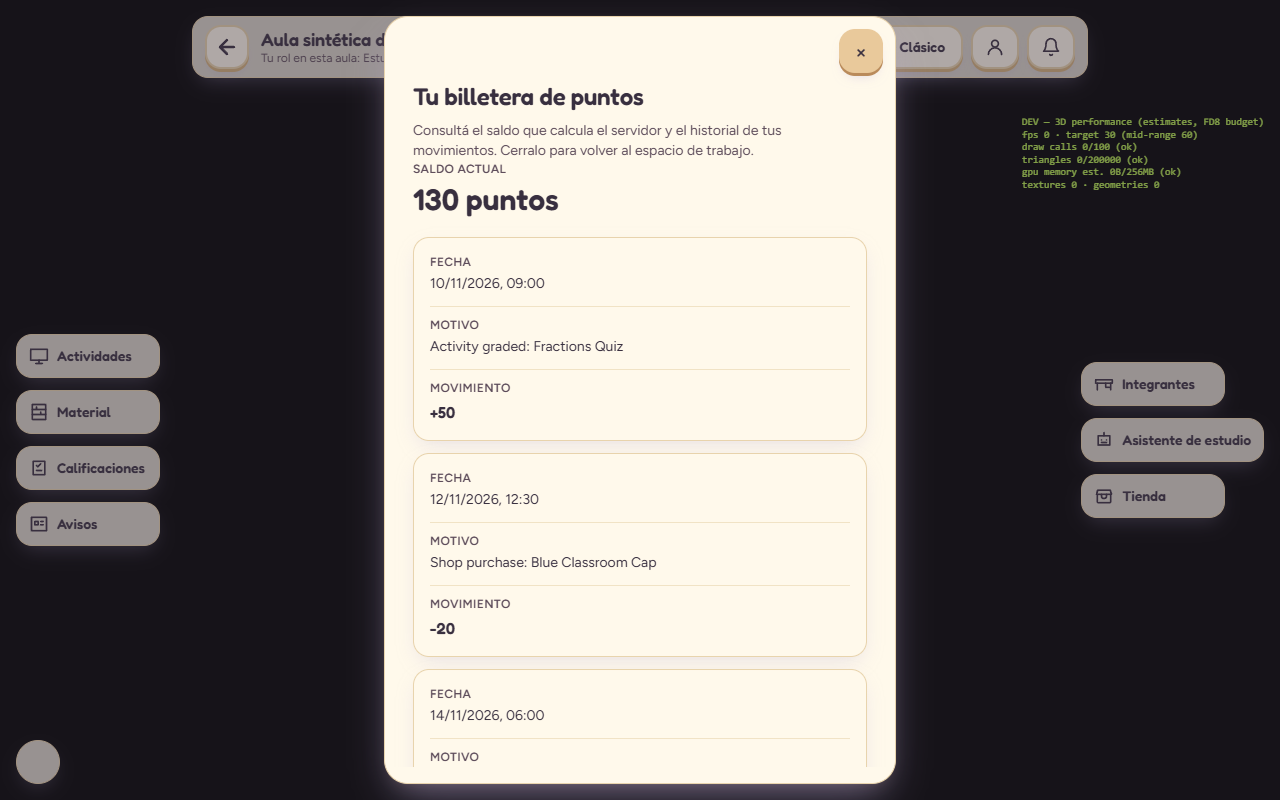 Aula sintética d
Tu rol en esta aula: Estu
Clásico
×
Tu billetera de puntos
Consultá el saldo que calcula el servidor y el historial de tus
movimientos. Cerralo para volver al espacio de trabajo.
SALDO ACTUAL
130 puntos
FECHA
10/11/2026, 09:00
MOTIVO
Activity graded: Fractions Quiz
MOVIMIENTO
+50
FECHA
12/11/2026, 12:30
MOTIVO
Shop purchase: Blue Classroom Cap
MOVIMIENTO
-20
FECHA
14/11/2026, 06:00
MOTIVO
DEV — 3D performance (estimates, FD8 budget)
fps 0 · target 30 (mid-range 60)
draw calls 0/100 (ok)
triangles 0/200000 (ok)
gpu memory est. 0B/256MB (ok)
textures 0 · geometries 0
Actividades
Material
Calificaciones
Avisos
Integrantes
Asistente de estudio
Tienda